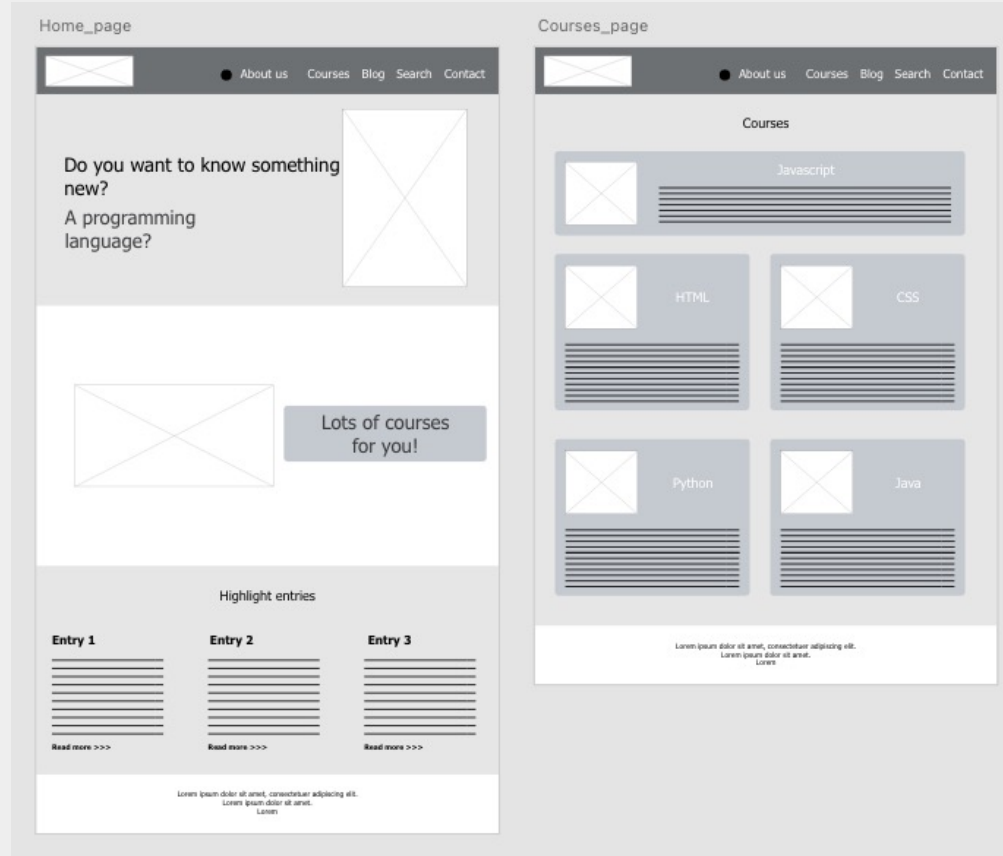 Home_page
About us Courses Blog Search Contact
Do you want to know something
new?
A programming
language?
Lots of courses
for you!
Highlight entries
Entry 1 Entry 2 Entry 3
Read more >>> Read more >>> Read more >>>
Lorem ipsum dolor sit amet, consectetuer adipiscing elit.
Lorem ipsum dolor sit amet.
Lorem
Courses_page
About us Courses Blog Search Contact
Courses
Javascript
HTML CSS
Python Java
Lorem ipsum dolor sit amet, consectetuer adipiscing elit.
Lorem ipsum dolor sit amet.
Lorem